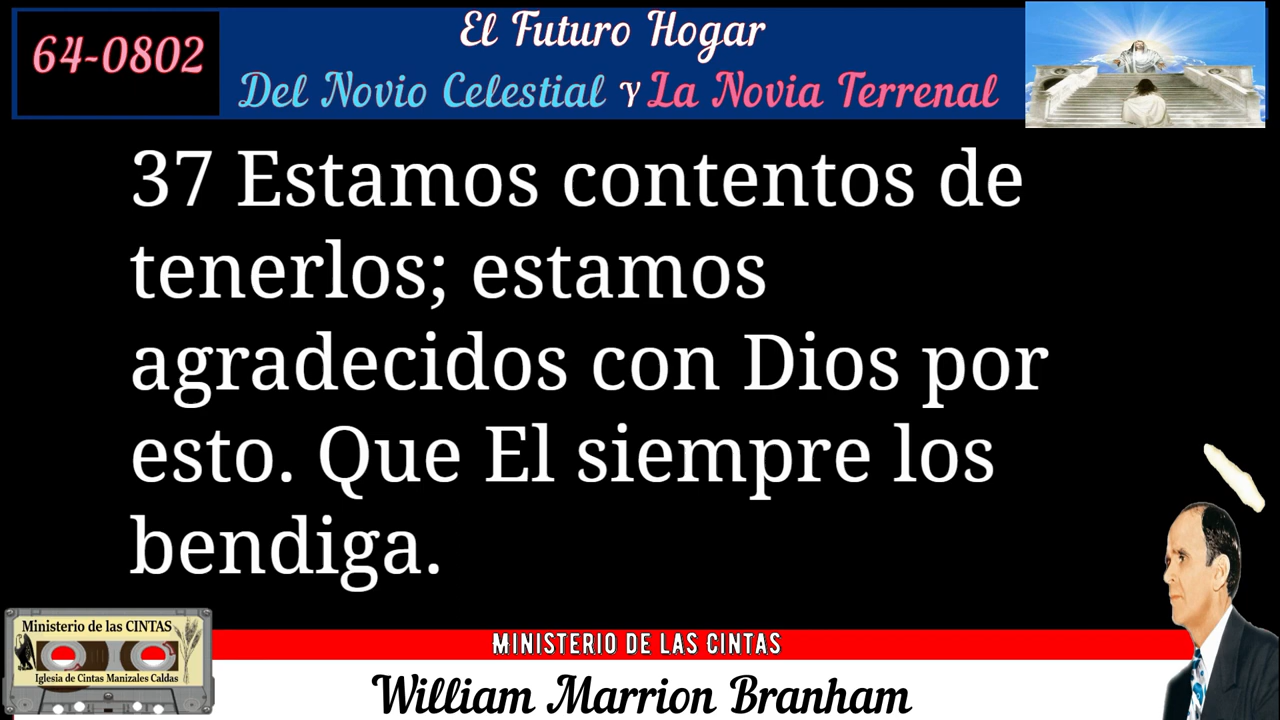 64-0802
El Futuro Hogar
Del Novio Celestial Y La Novia Terrenal
37 Estamos contentos de
tenerlos; estamos
agradecidos con Dios por
esto. Que El siempre los
bendiga.
Ministerio de las CINTAS
Iglesia de Cintas Manizales Caldas
MINISTERIO DE LAS CINTAS
William Marrion Branham